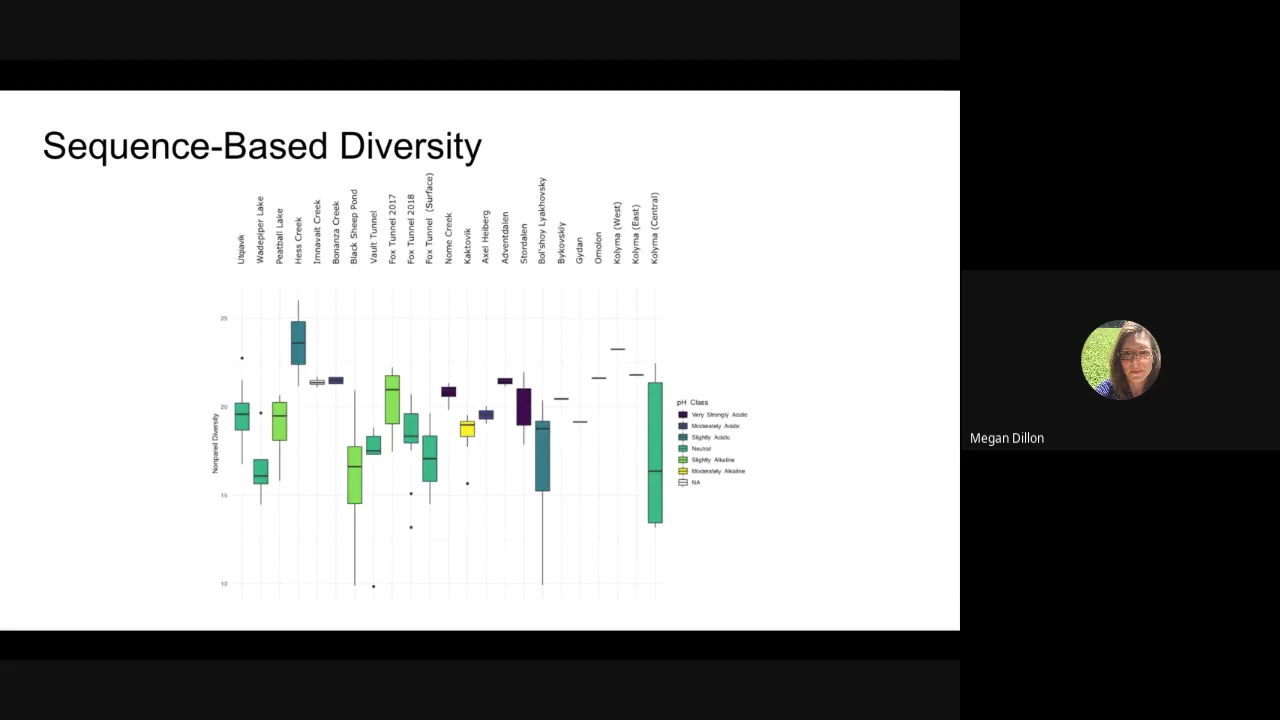 Sequence-Based Diversity
Utqiavik
Wadepiper Lake
Peatball Lake
Hess Creek
Imnavait Creek
Bonanza Creek
Black Sheep Pond
Vault Tunnel
Fox Tunnel 2017
Fox Tunnel 2018
Fox Tunnel (Surface)
Nome Creek
Kaktovik
Axel Heiberg
Adventdalen
Stordalen
Bol'shoy Lyakhovsky
Bykovskiy
Gydan
Omolon
Kolyma (West)
Kolyma (East)
Kolyma (Central)
25
20
15
10
Nonpareil Diversity
pH Class
Very Strongly Acidic
Moderately Acidic
Slightly Acidic
Neutral
Slightly Alkaline
Moderately Alkaline
NA
Megan Dillon